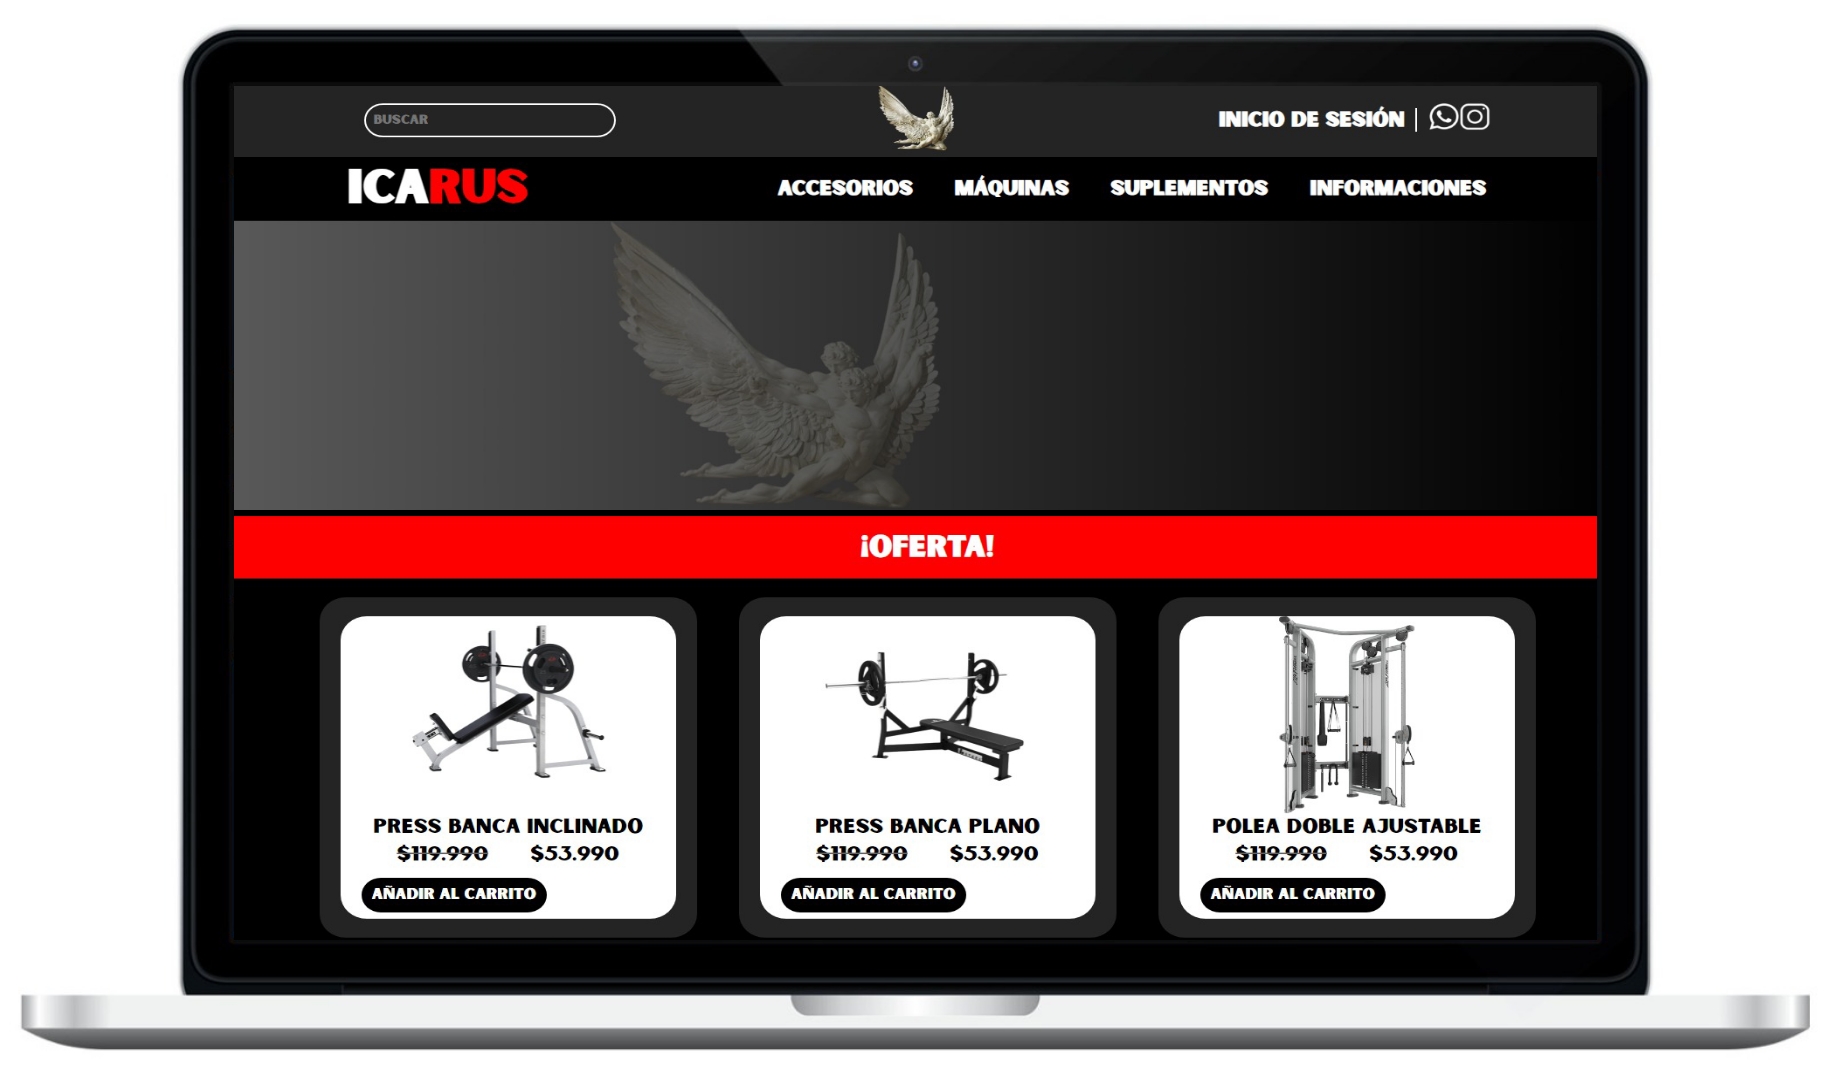 BUSCAR
INICIO DE SESIÓN |
ICARUS
ACCESORIOS MÁQUINAS SUPLEMENTOS INFORMACIONES
¡OFERTA!
PRESS BANCA INCLINADO
$119.990 $53.990
AÑADIR AL CARRITO
PRESS BANCA PLANO
$119.990 $53.990
AÑADIR AL CARRITO
POLEA DOBLE AJUSTABLE
$119.990 $53.990
AÑADIR AL CARRITO